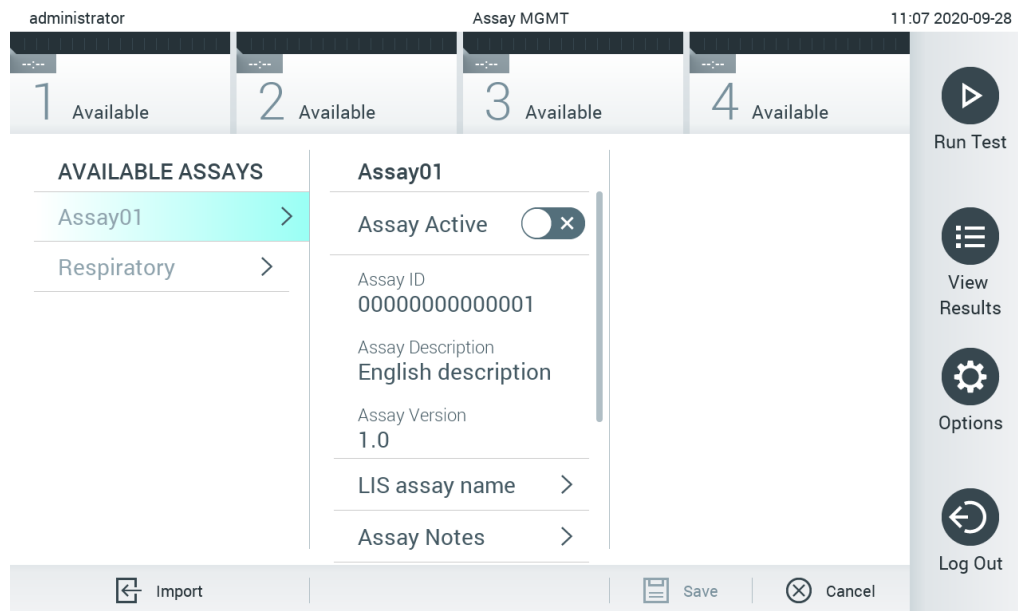 administrator
Assay MGMT
11:07 2020-09-28
--:--
1 Available
--:--
2 Available
--:--
3 Available
--:--
4 Available
AVAILABLE ASSAYS
Assay01
Respiratory
Assay01
Assay Active
Assay ID
00000000000001
Assay Description
English description
Assay Version
1.0
LIS assay name
Assay Notes
Run Test
View
Results
Options
Log Out
Import
Save
Cancel